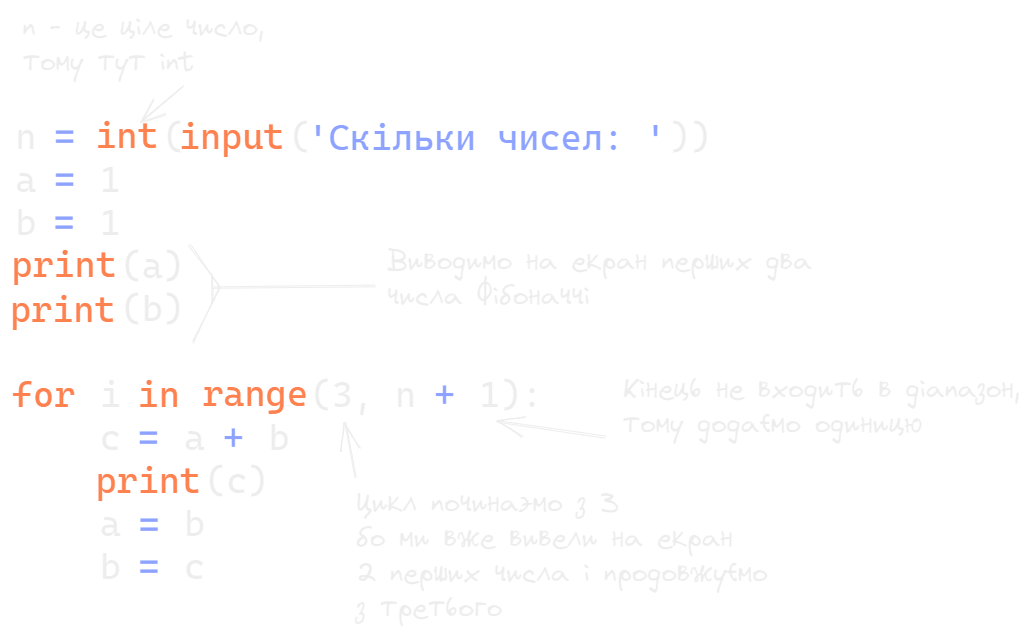 n - це ціле число,
тому тут int
n = int(input('Скільки чисел: '))
a = 1
b = 1
print(a)
print(b)
Виводимо на екран перших два
числа Фібоначчі
for i in range(3, n + 1):
Кінець не входить в діапазон,
тому додаємо одиницю
c = a + b
print(c)
a = b
b = c
Цикл починаємо з 3
бо ми вже вивели на екран
2 перших числа і продовжуємо
з третього